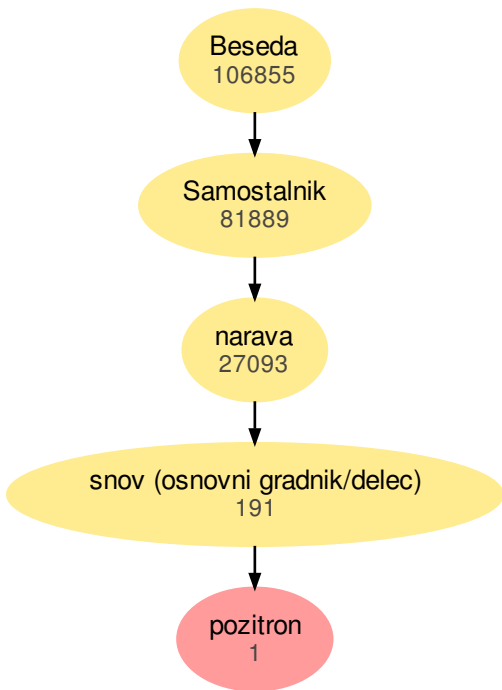 Beseda
106855
Samostalnik
81889
narava
27093
snov (osnovni gradnik/delec)
191
pozitron
1